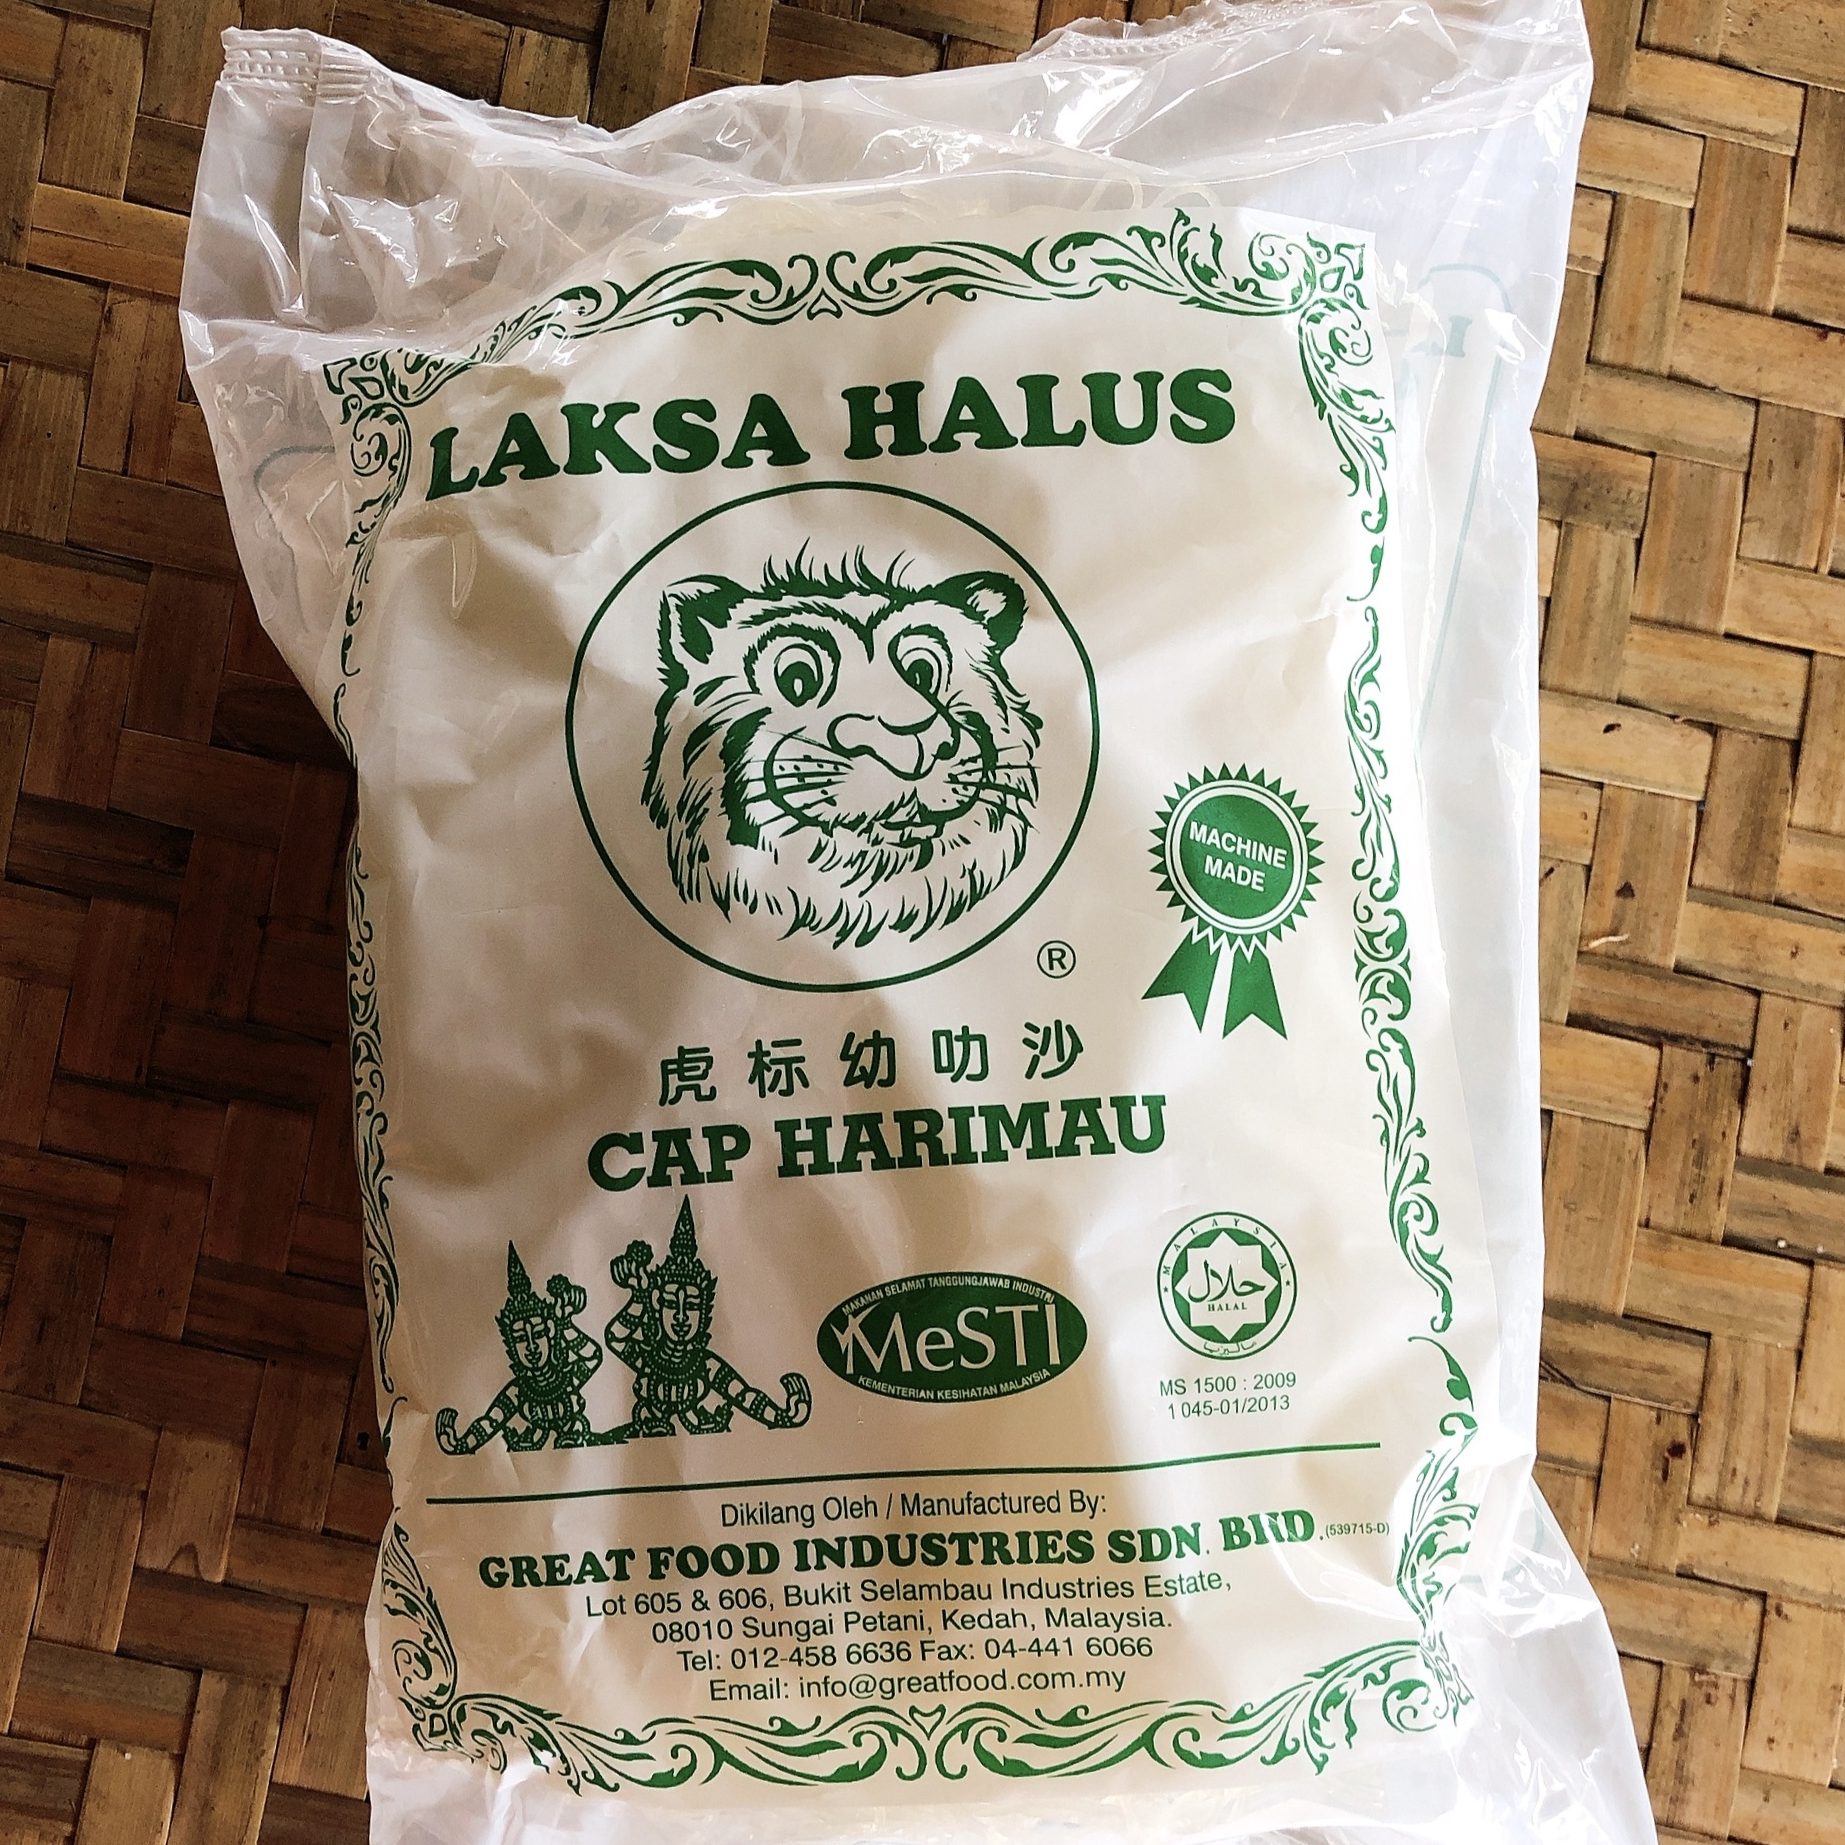 LAKSA HALUS
MACHINE
MADE
®
虎标幼叻沙
CAP HARIMAU
MAKANAN SELAMAT TANGGUNGJAWAB INDUSTRI
MeSTI
KEMENTERIAN KESIHATAN MALAYSIA
MALAYSIA
حلال
HALAL
ماليزيا
MS 1500 : 2009
1 045-01/2013
Dikilang Oleh / Manufactured By:
GREAT FOOD INDUSTRIES SDN. BHD. (539715-D)
Lot 605 & 606, Bukit Selambau Industries Estate,
08010 Sungai Petani, Kedah, Malaysia.
Tel: 012-458 6636 Fax: 04-441 6066
Email: info@greatfood.com.my